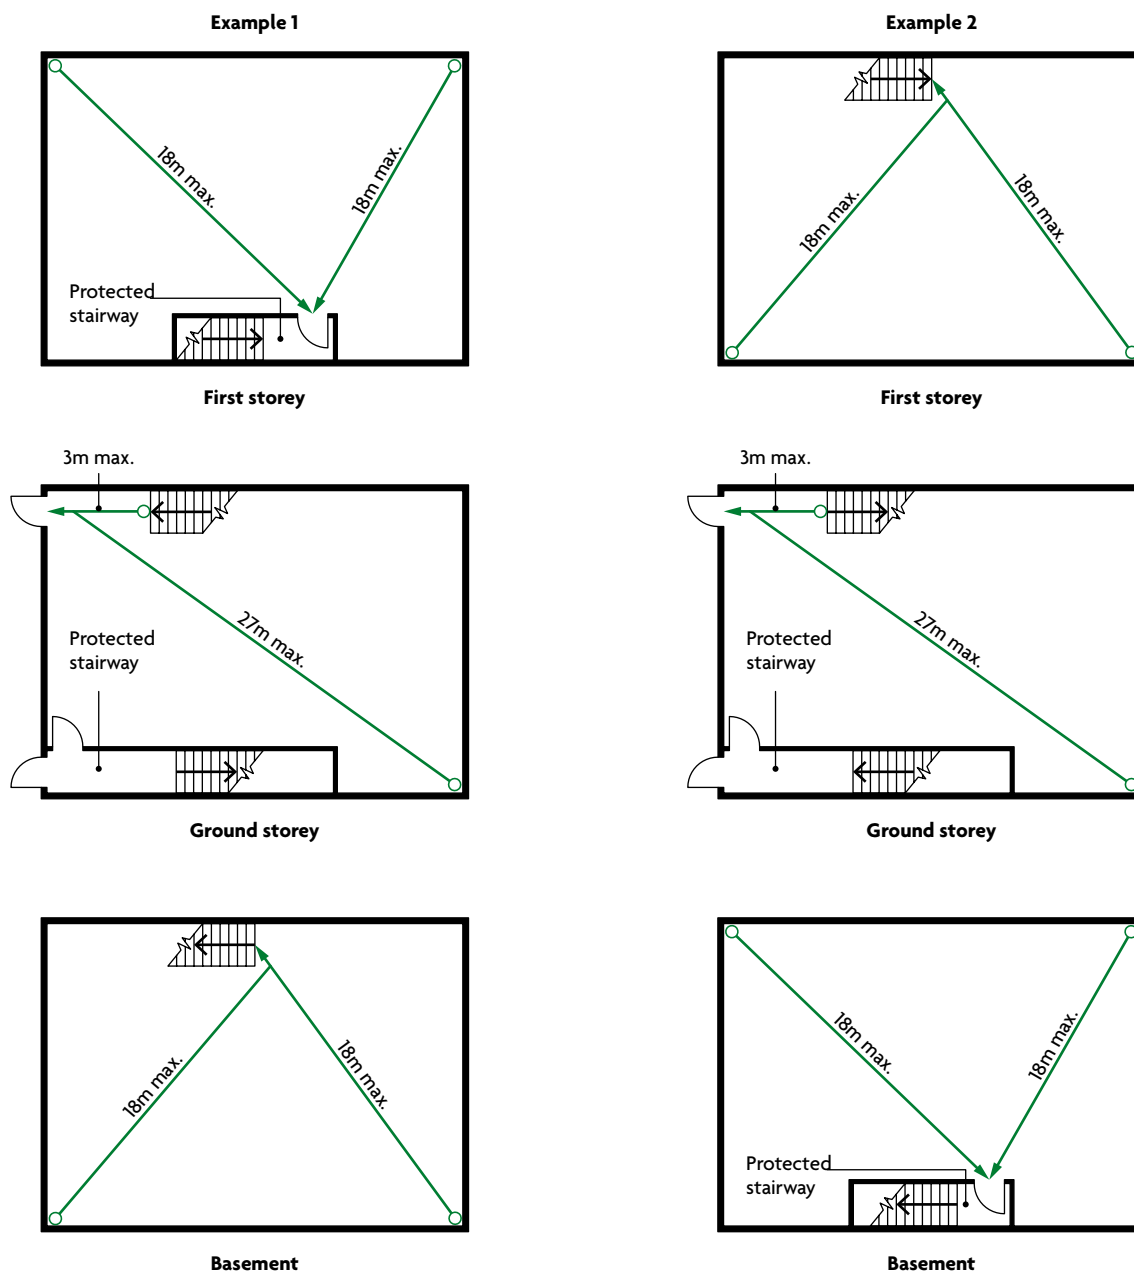 Example 1
18m max.
18m max.
Protected
stairway
First storey
3m max.
27m max.
Protected
stairway
Ground storey
18m max.
18m max.
Basement
Example 2
18m max.
18m max.
First storey
3m max.
27m max.
Protected
stairway
Ground storey
18m max.
18m max.
Protected
stairway
Basement